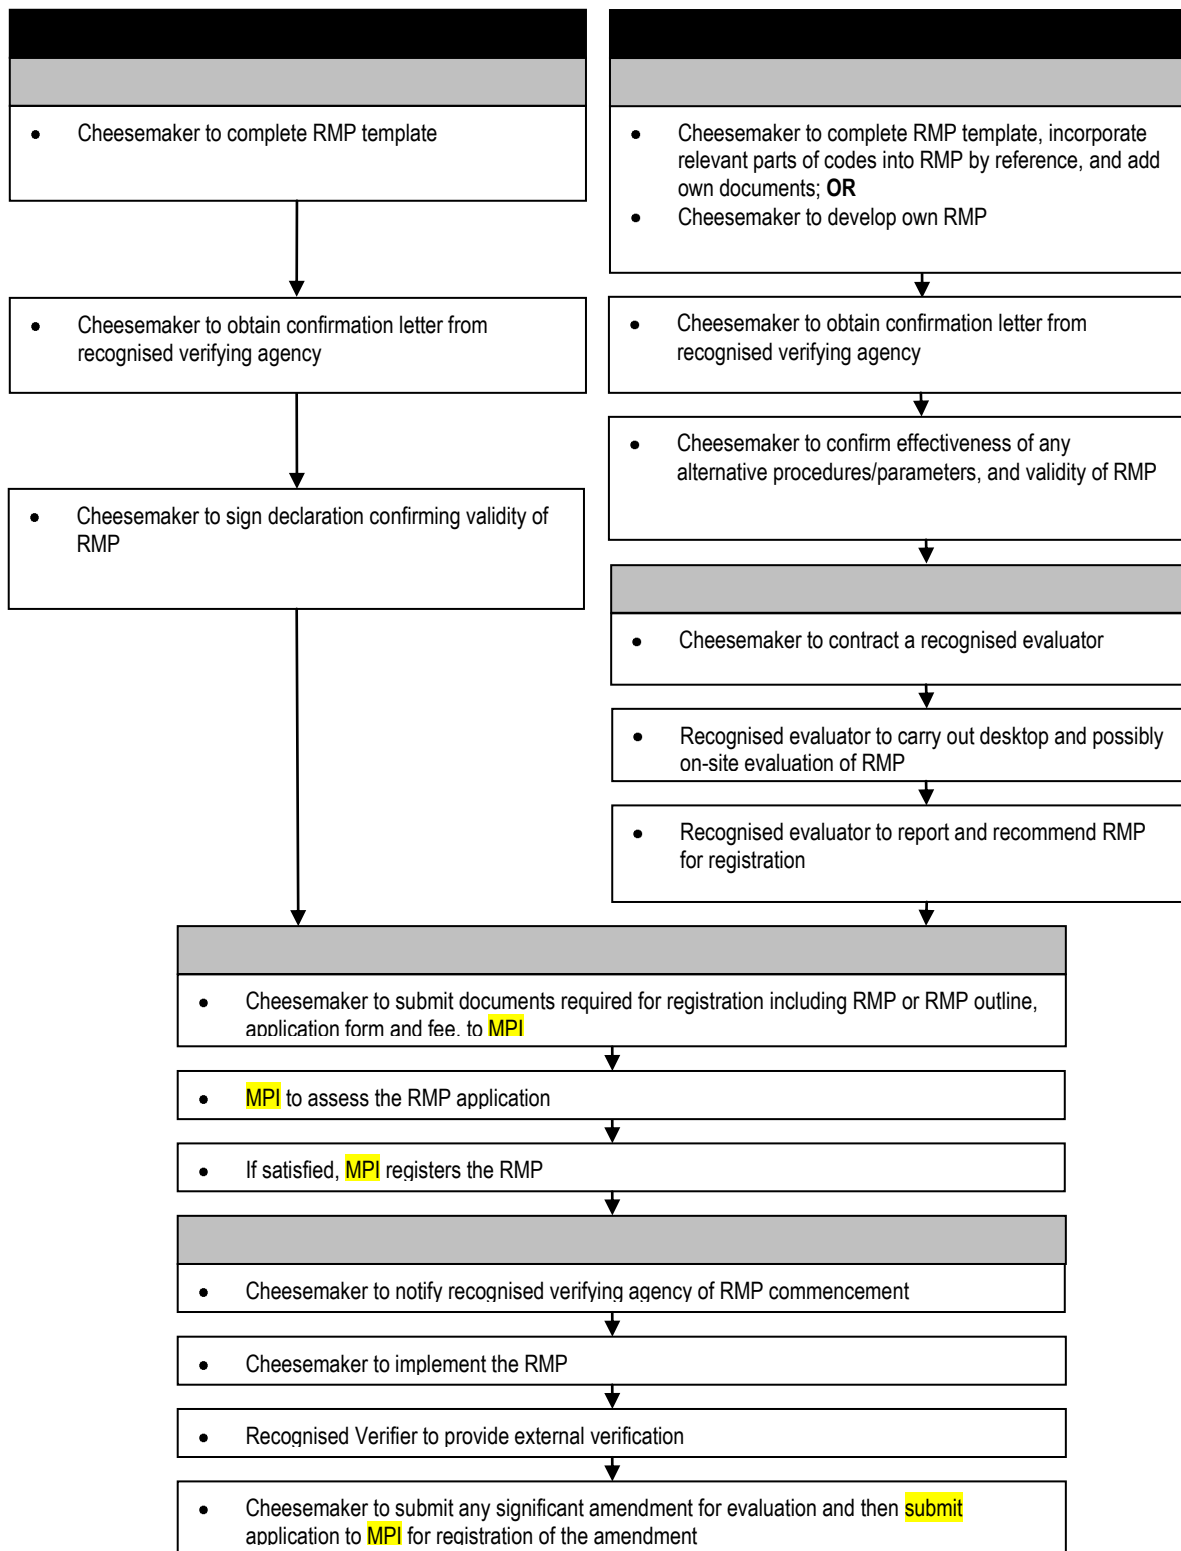 • Cheesemaker to complete RMP template
• Cheesemaker to obtain confirmation letter from
recognised verifying agency
• Cheesemaker to sign declaration confirming validity of
RMP
• Cheesemaker to complete RMP template, incorporate
relevant parts of codes into RMP by reference, and add
own documents; OR
• Cheesemaker to develop own RMP
• Cheesemaker to obtain confirmation letter from
recognised verifying agency
• Cheesemaker to confirm effectiveness of any
alternative procedures/parameters, and validity of RMP
• Cheesemaker to contract a recognised evaluator
• Recognised evaluator to carry out desktop and possibly
on-site evaluation of RMP
• Recognised evaluator to report and recommend RMP
for registration
• Cheesemaker to submit documents required for registration including RMP or RMP outline,
application form and fee, to MPI
• MPI to assess the RMP application
• If satisfied, MPI registers the RMP
• Cheesemaker to notify recognised verifying agency of RMP commencement
• Cheesemaker to implement the RMP
• Recognised Verifier to provide external verification
• Cheesemaker to submit any significant amendment for evaluation and then submit
application to MPI for registration of the amendment